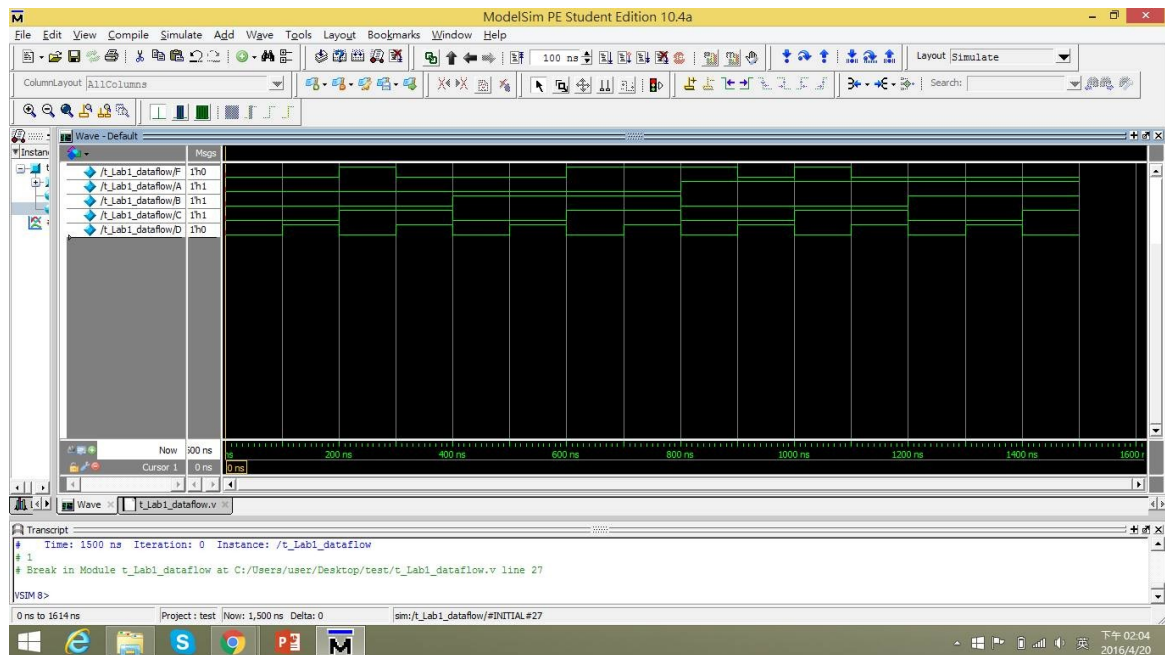 M
ModelSim PE Student Edition 10.4a
File Edit View Compile Simulate Add Wave Tools Layout Bookmarks Window Help
100 ns
Layout Simulate
ColumnLayout AllColumns
Search:
Wave - Default
Instan
Msgs
/t_Lab1_dataflow/F 1'h0
/t_Lab1_dataflow/A 1'h1
/t_Lab1_dataflow/B 1'h1
/t_Lab1_dataflow/C 1'h1
/t_Lab1_dataflow/D 1'h0
Now 500 ns
ns 200 ns 400 ns 600 ns 800 ns 1000 ns 1200 ns 1400 ns 1600
Cursor 1 0 ns 0 ns
Wave t_Lab1_dataflow.v
Transcript
# Time: 1500 ns Iteration: 0 Instance: /t_Lab1_dataflow
# 1
# Break in Module t_Lab1_dataflow at C:/Users/user/Desktop/test/t_Lab1_dataflow.v line 27
VSIM 8>
0 ns to 1614 ns Project : test Now: 1,500 ns Delta: 0 sim:/t_Lab1_dataflow/#INITIAL#27
英 下午 02:04
2016/4/20